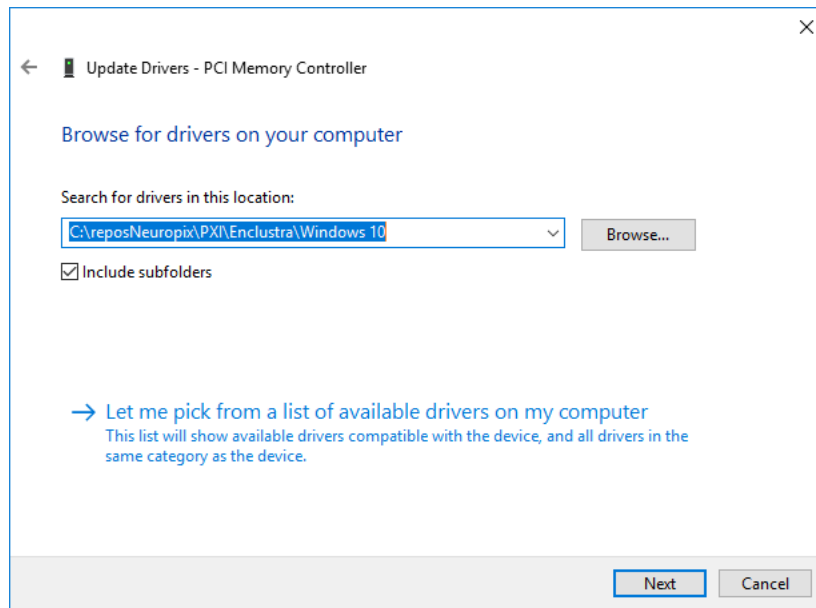 Update Drivers - PCI Memory Controller
Browse for drivers on your computer
Search for drivers in this location:
C:\reposNeuropix\PXI\Enclustra\Windows 10
Browse...
Include subfolders
Let me pick from a list of available drivers on my computer
This list will show available drivers compatible with the device, and all drivers in the
same category as the device.
Next
Cancel